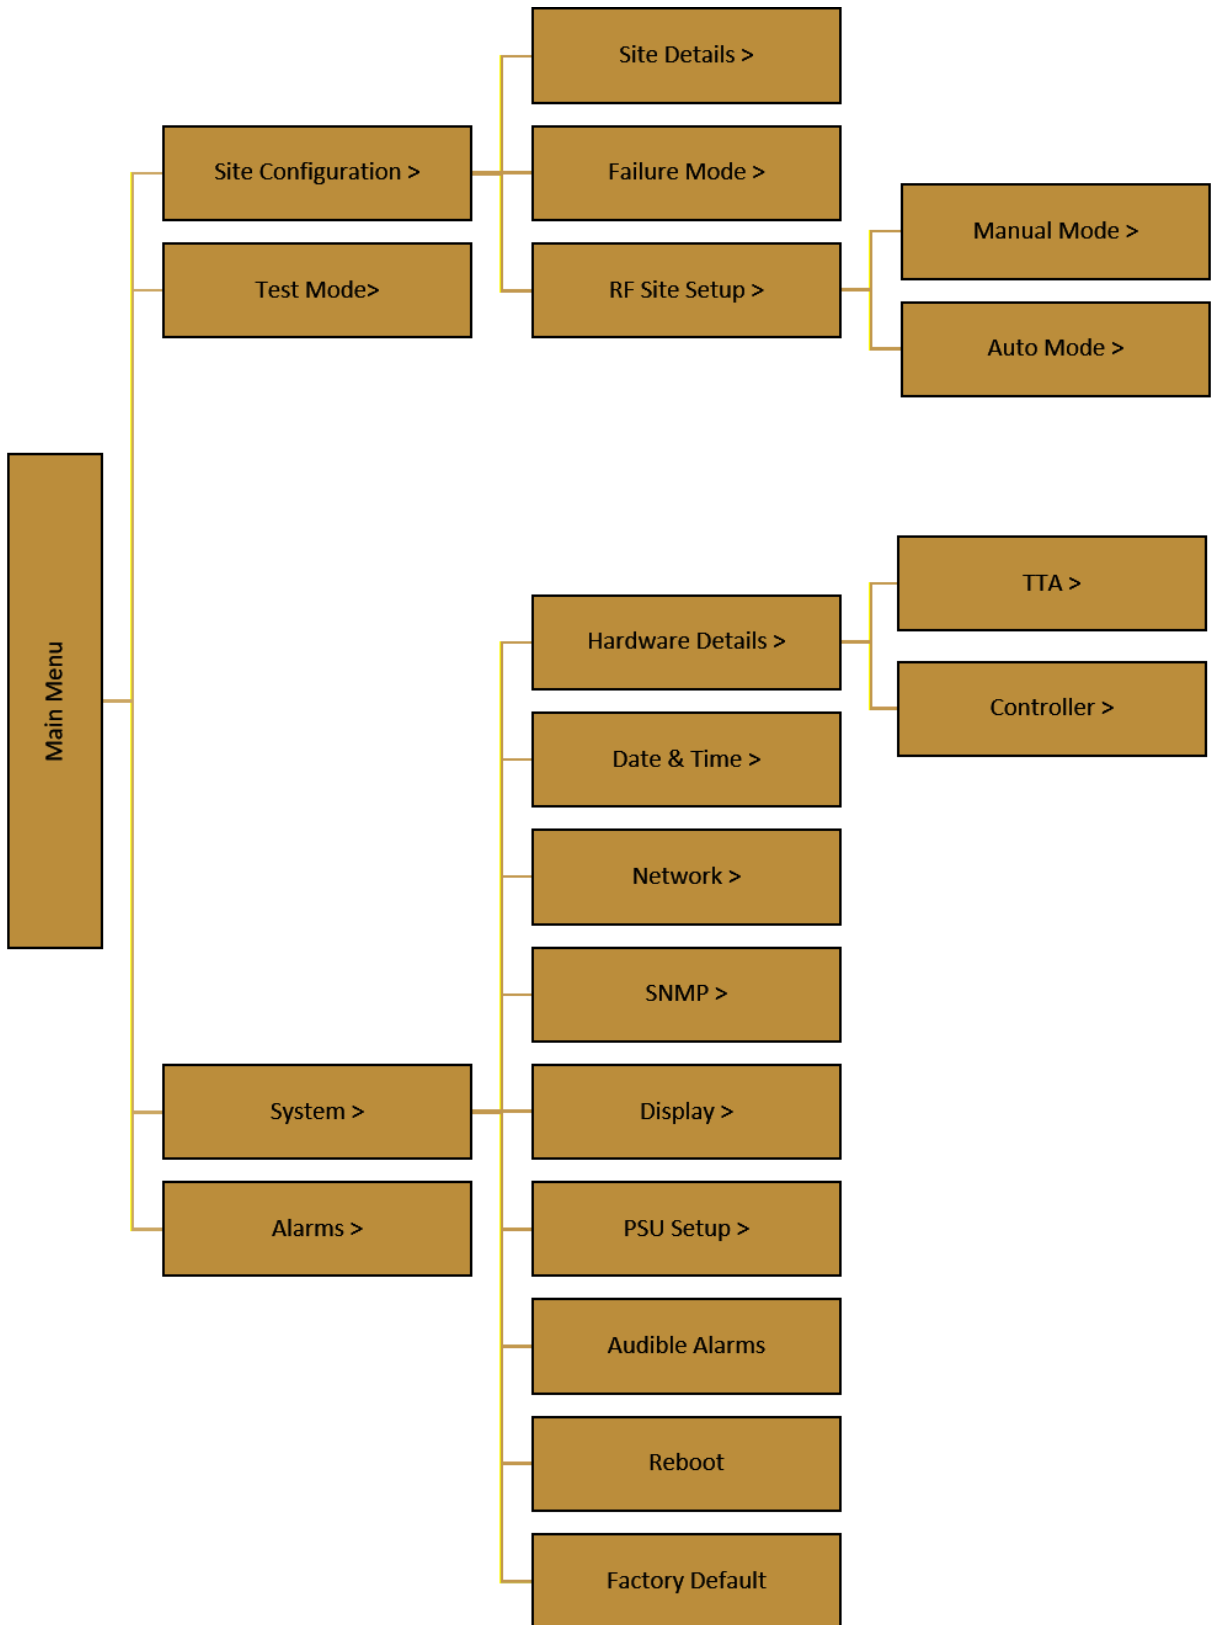 Main Menu
Site Configuration >
Site Details >
Failure Mode >
RF Site Setup >
Manual Mode >
Auto Mode >
Test Mode>
System >
Hardware Details >
TTA >
Controller >
Date & Time >
Network >
SNMP >
Display >
PSU Setup >
Audible Alarms
Reboot
Factory Default
Alarms >